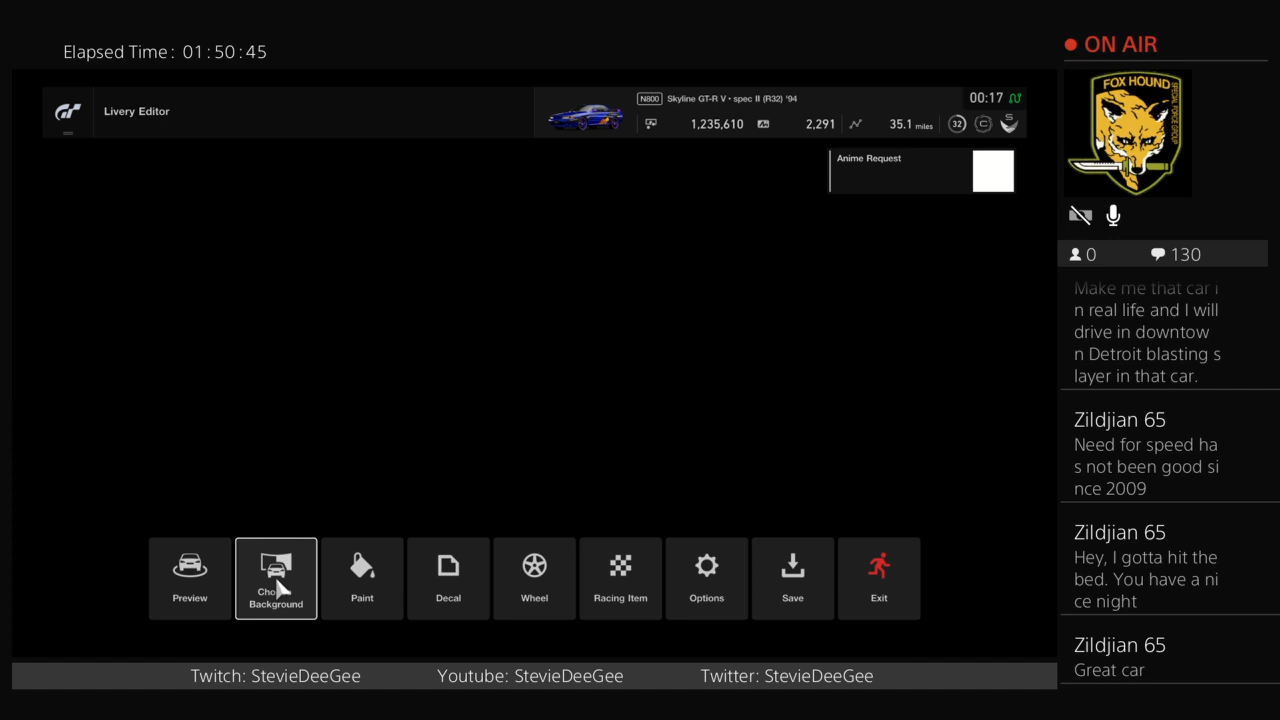 Elapsed Time: 01:50:45
ON AIR
Livery Editor
N800 Skyline GT-R V • spec II (R32) '94
00:17
1,235,610
2,291
35.1 miles
32
C
S
Anime Request
FOX HOUND
SPECIAL FORCE GROUP
0
130
Make me that car i
n real life and I will
drive in downtow
n Detroit blasting s
layer in that car.
Zildjian 65
Need for speed ha
s not been good si
nce 2009
Zildjian 65
Hey, I gotta hit the
bed. You have a ni
ce night
Zildjian 65
Great car
Preview
Background
Paint
Decal
Wheel
Racing Item
Options
Save
Exit
Twitch: StevieDeeGee
Youtube: StevieDeeGee
Twitter: StevieDeeGee